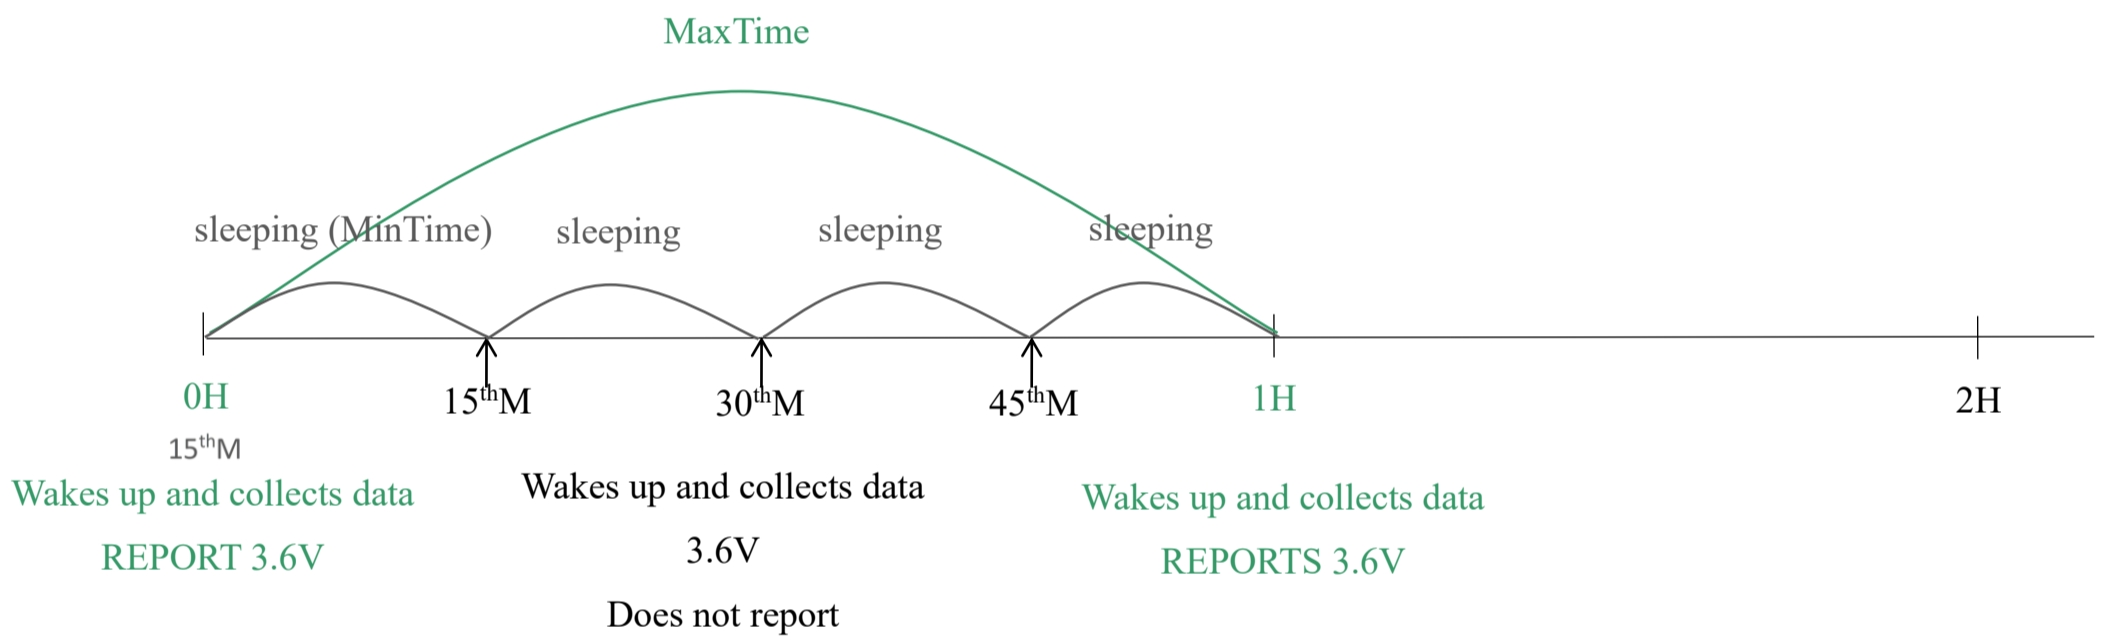 MaxTime
sleeping (MinTime)
sleeping
sleeping
sleeping
0H
15thM
30thM
45thM
1H
2H
15thM
Wakes up and collects data
REPORT 3.6V
Wakes up and collects data
3.6V
Does not report
Wakes up and collects data
REPORTS 3.6V